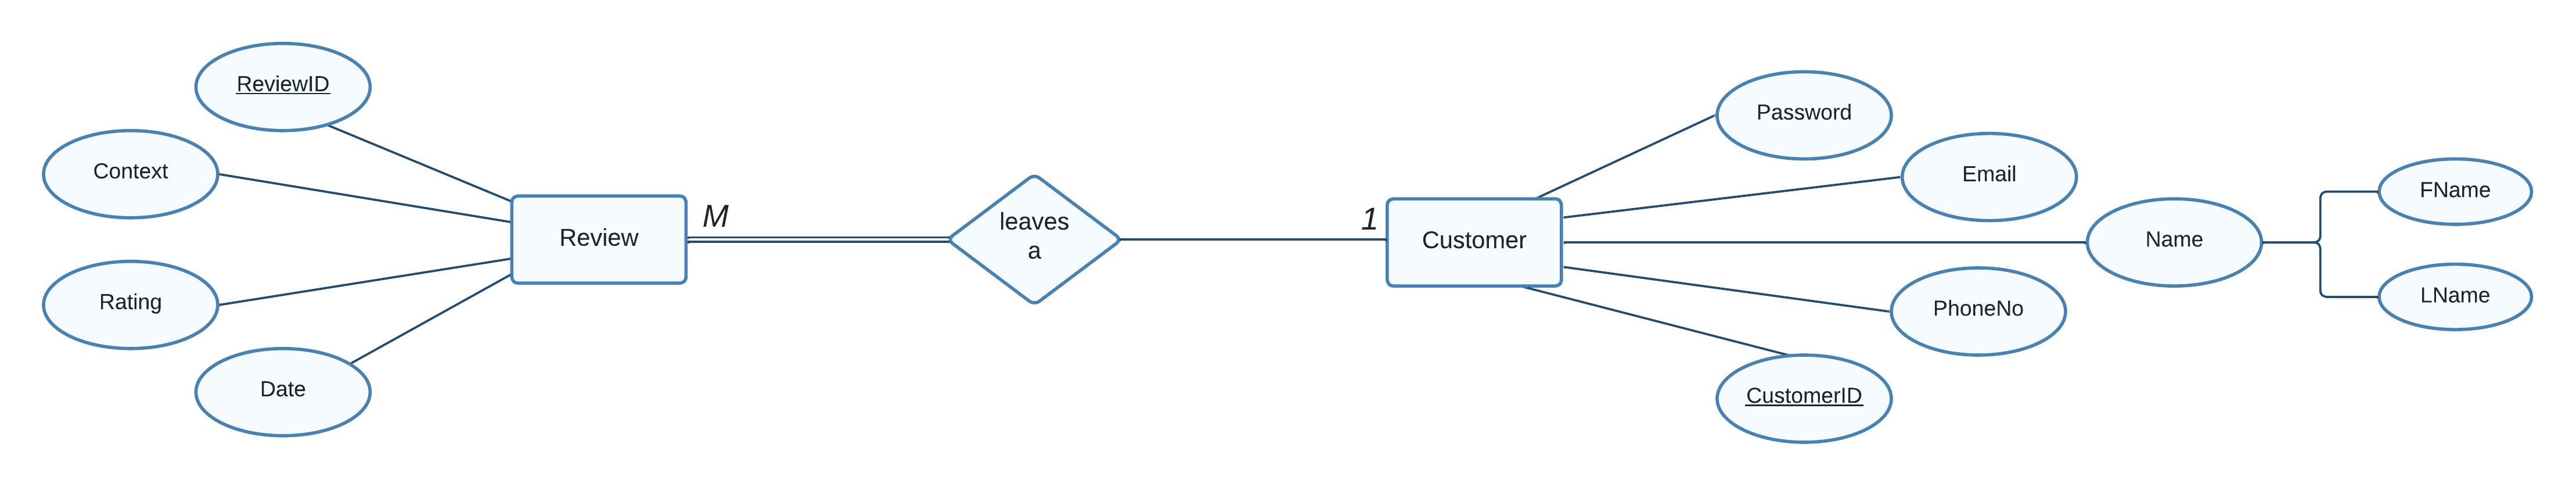 ReviewID
Context
Rating
Date
Review
M
leaves
a
1
Customer
Password
Email
Name
PhoneNo
CustomerID
FName
LName